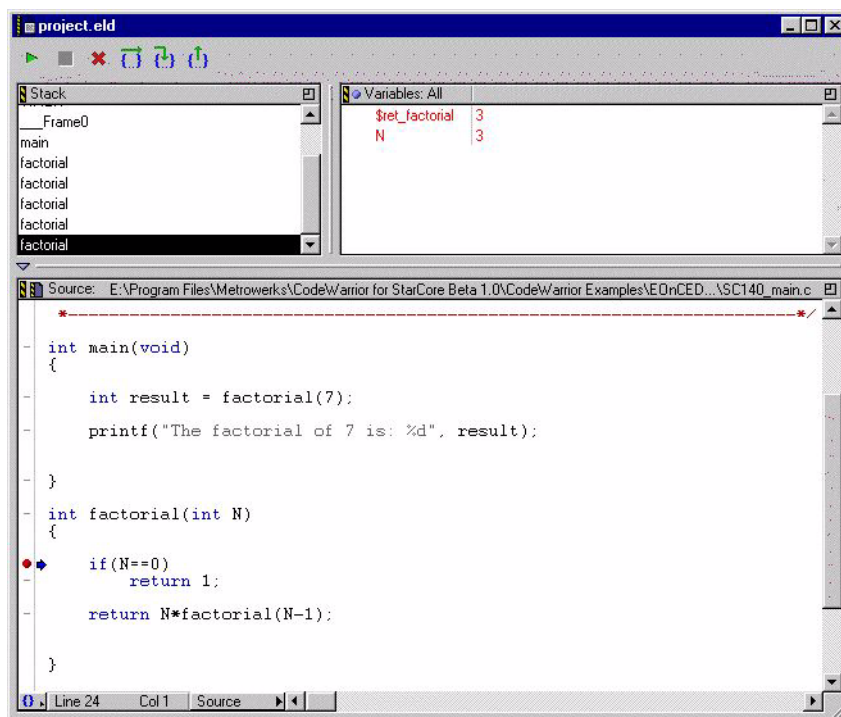 project.eld
Stack
___Frame0
main
factorial
factorial
factorial
factorial
factorial
Variables: All
$ret_factorial 3
N 3
Source: E:\Program Files\Metrowerks\CodeWarrior for StarCore Beta 1.0\CodeWarrior Examples\EOnCED...\SC140_main.c
*------------------------------------------------------------------------*/
int main(void)
{
int result = factorial(7);
printf("The factorial of 7 is: %d", result);
}
int factorial(int N)
{
if(N==0)
return 1;
return N*factorial(N-1);
}
Line 24 Col 1 Source